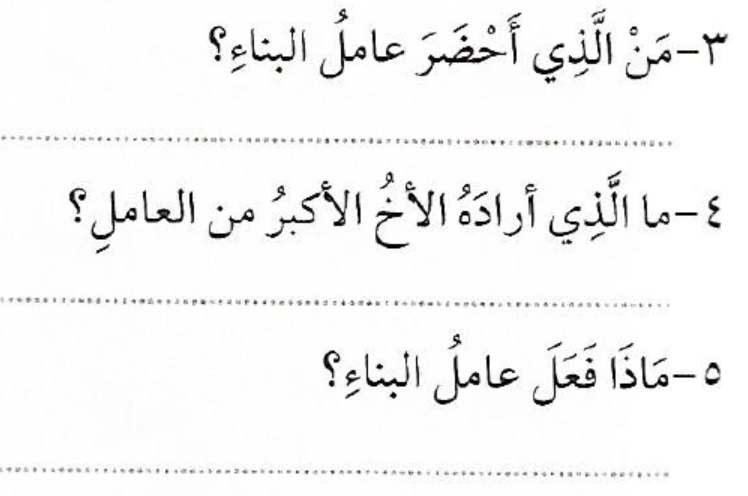 ٣-مَنْ الَّذِي أَحْضَرَ عاملُ البناءِ؟
٤-ما الَّذِي أرادَهُ الأخُ الأكبرُ من العاملِ؟
٥-مَاذَا فَعَلَ عاملُ البناءِ؟